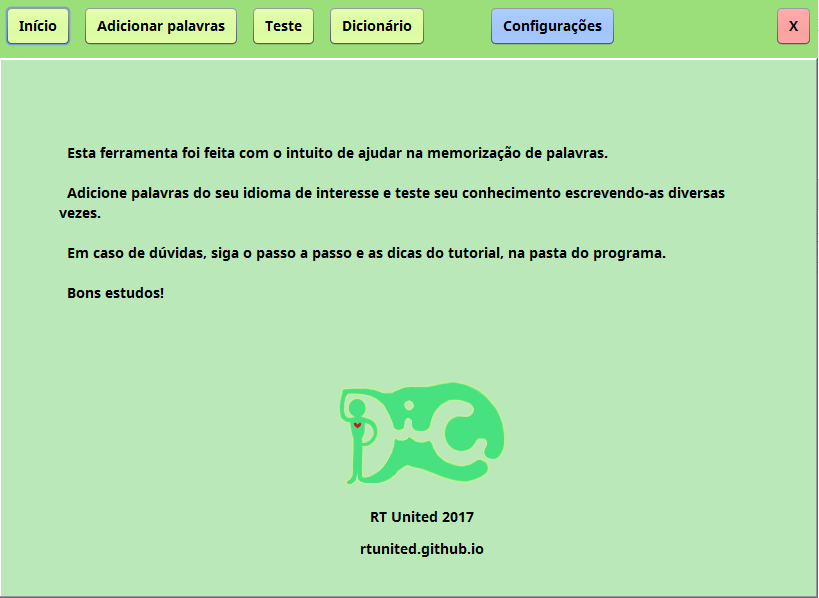 Início
Adicionar palavras
Teste
Dicionário
Configurações
X
Esta ferramenta foi feita com o intuito de ajudar na memorização de palavras.
Adicione palavras do seu idioma de interesse e teste seu conhecimento escrevendo-as diversas
vezes.
Em caso de dúvidas, siga o passo a passo e as dicas do tutorial, na pasta do programa.
Bons estudos!
DiC
RT United 2017
rtunited.github.io